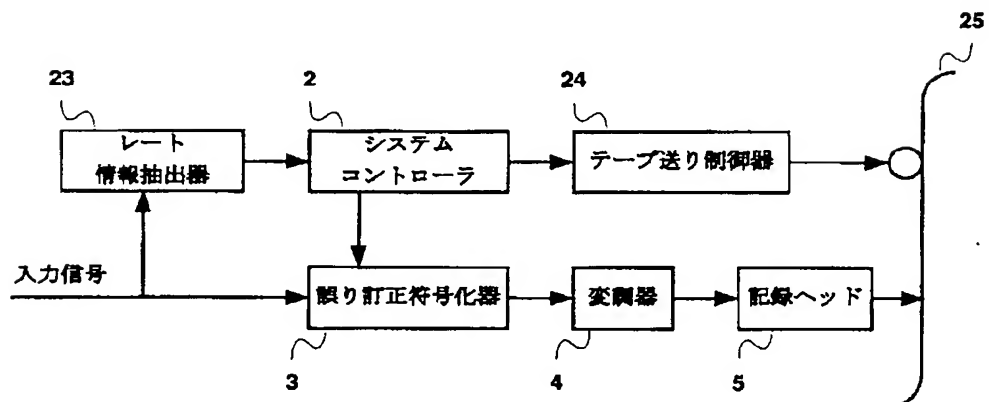 25
23
2
24
レート
情報抽出器
システム
コントローラ
テープ送り制御器
入力信号
誤り訂正符号化器
変調器
記録ヘッド
3
4
5